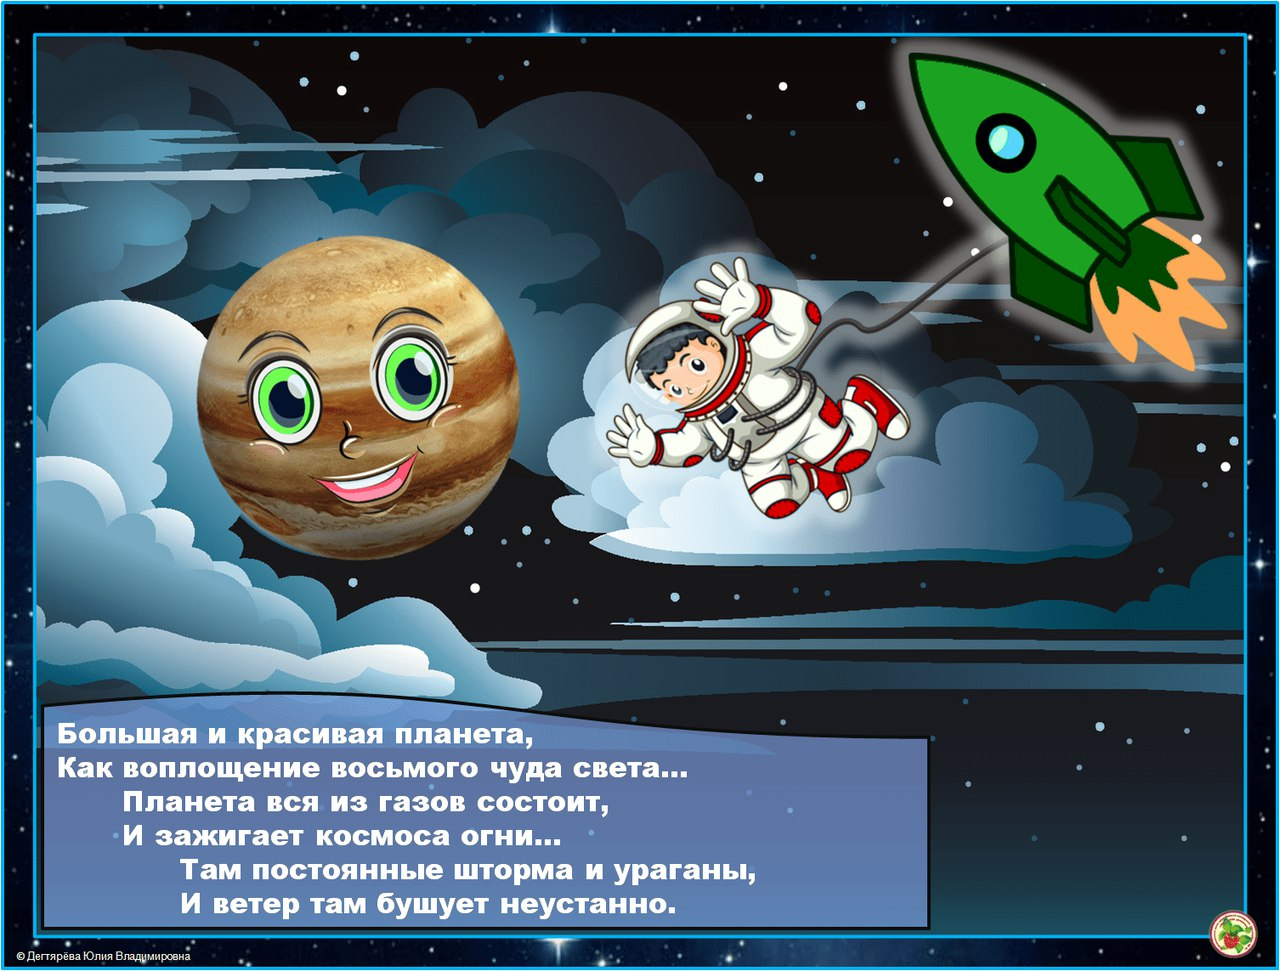 Большая и красивая планета,
Как воплощение восьмого чуда света...
Планета вся из газов состоит,
И зажигает космоса огни...
Там постоянные шторма и ураганы,
И ветер там бушует неустанно.
© Дегтярёва Юлия Владимировна